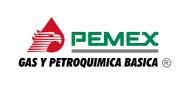 PEMEX
GAS Y PETROQUIMICA BASICA ®